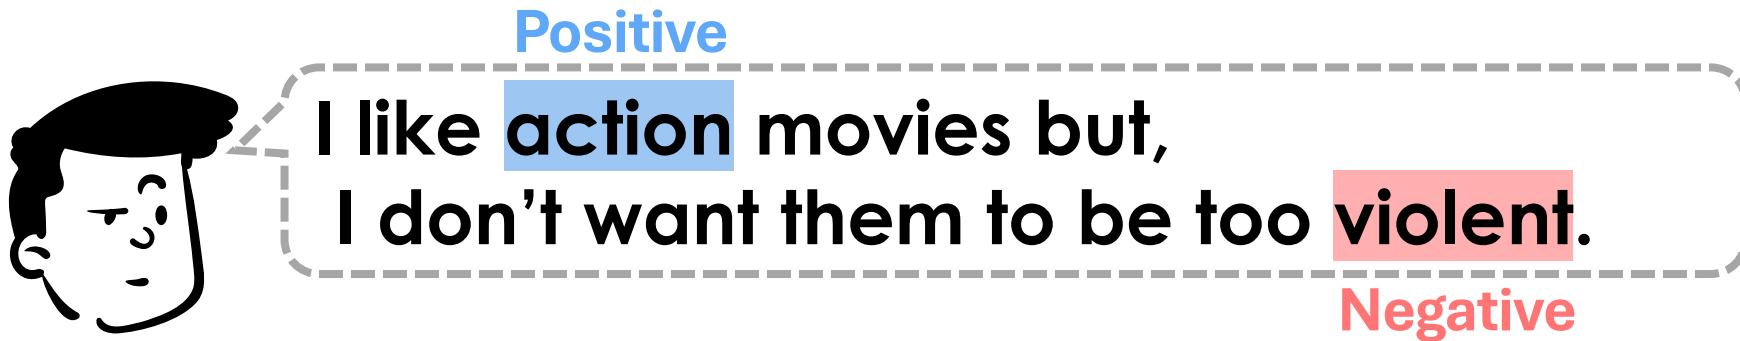 Positive
I like action movies but,
I don’t want them to be too violent.
Negative